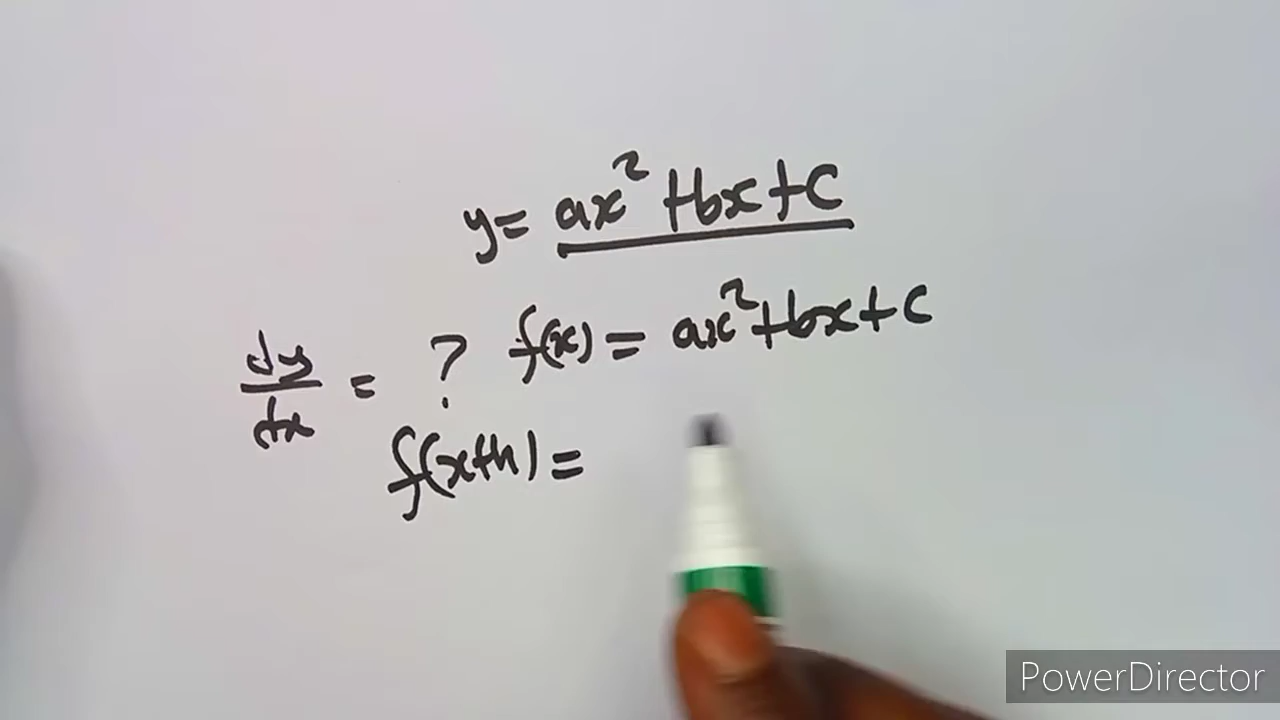 y= ax² +bx+c
dy/dx = ? f(x) = ax²+bx+c
f(x+h) =
PowerDirector